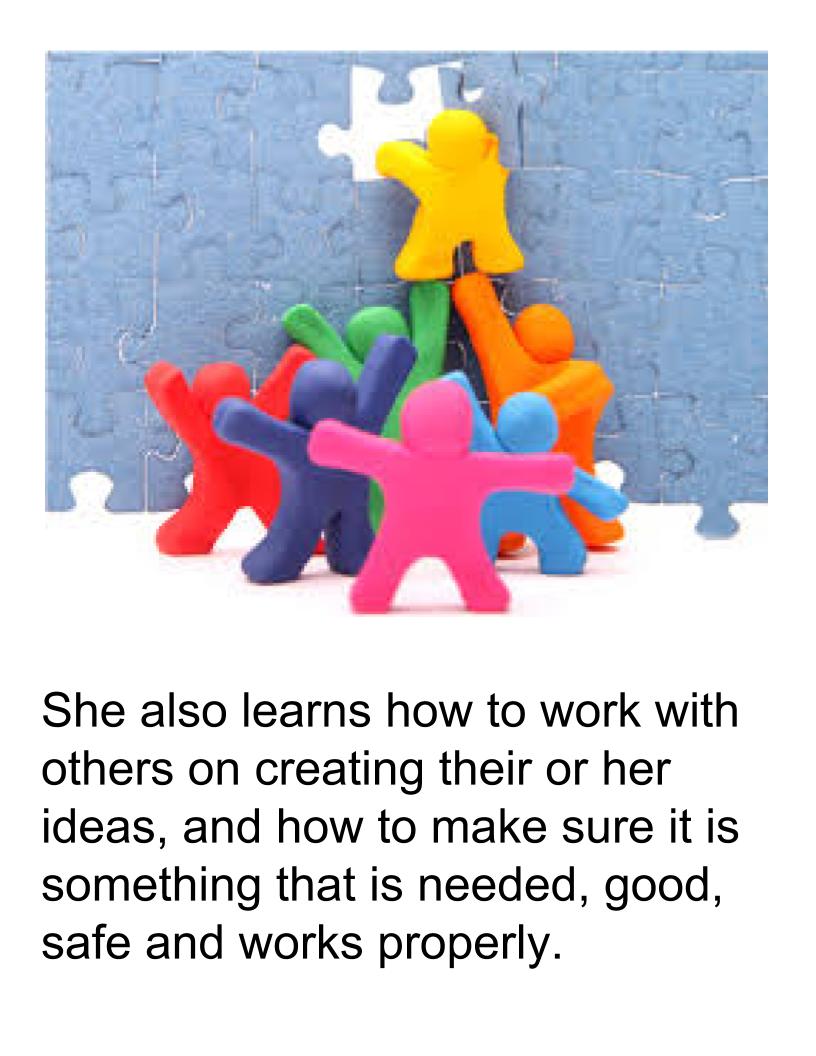 She also learns how to work with
others on creating their or her
ideas, and how to make sure it is
something that is needed, good,
safe and works properly.